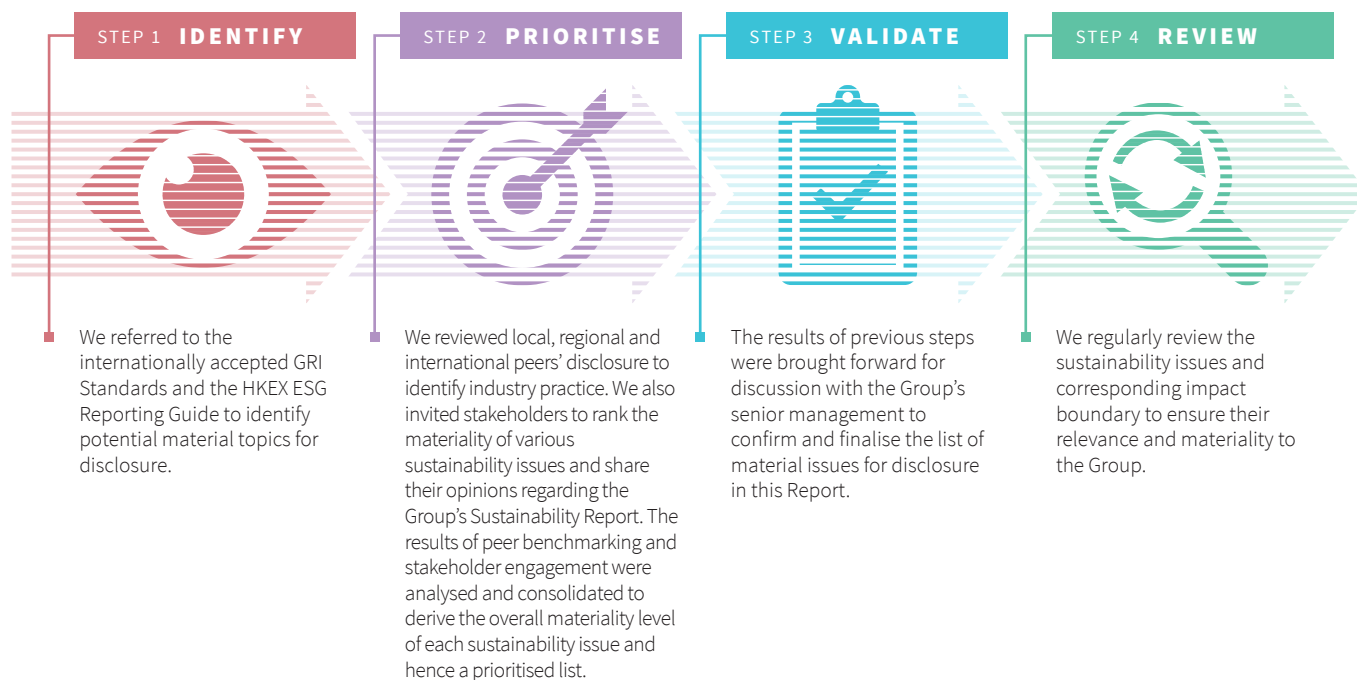 STEP 1 IDENTIFY
We referred to the
internationally accepted GRI
Standards and the HKEX ESG
Reporting Guide to identify
potential material topics for
disclosure.
STEP 2 PRIORITISE
We reviewed local, regional and
international peers’ disclosure to
identify industry practice. We also
invited stakeholders to rank the
materiality of various
sustainability issues and share
their opinions regarding the
Group’s Sustainability Report. The
results of peer benchmarking and
stakeholder engagement were
analysed and consolidated to
derive the overall materiality level
of each sustainability issue and
hence a prioritised list.
STEP 3 VALIDATE
The results of previous steps
were brought forward for
discussion with the Group’s
senior management to
confirm and finalise the list of
material issues for disclosure
in this Report.
STEP 4 REVIEW
We regularly review the
sustainability issues and
corresponding impact
boundary to ensure their
relevance and materiality to
the Group.